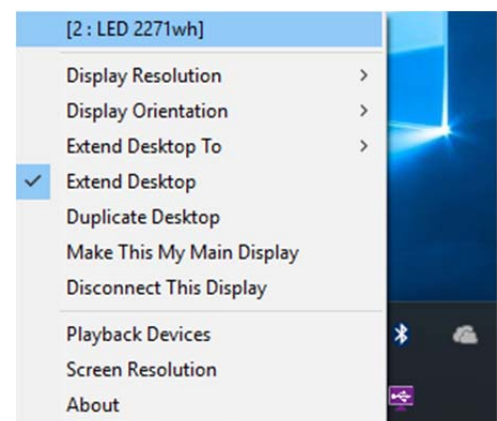 [2 : LED 2271wh]
Display Resolution
Display Orientation
Extend Desktop To
Extend Desktop
Duplicate Desktop
Make This My Main Display
Disconnect This Display
Playback Devices
Screen Resolution
About